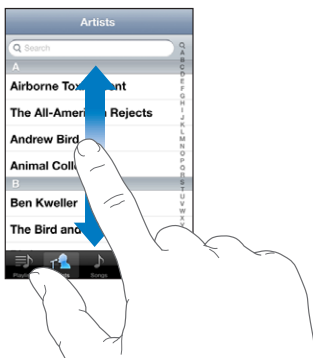 Artists
Search
A
Airborne Tox ent
The All-American Rejects
Andrew Bird
Animal Coll
B
Ben Kweller
The Bird and
Songs
A
B
C
D
E
F
G
H
I
J
K
L
M
N
O
P
Q
R
S
T
U
V
W
X